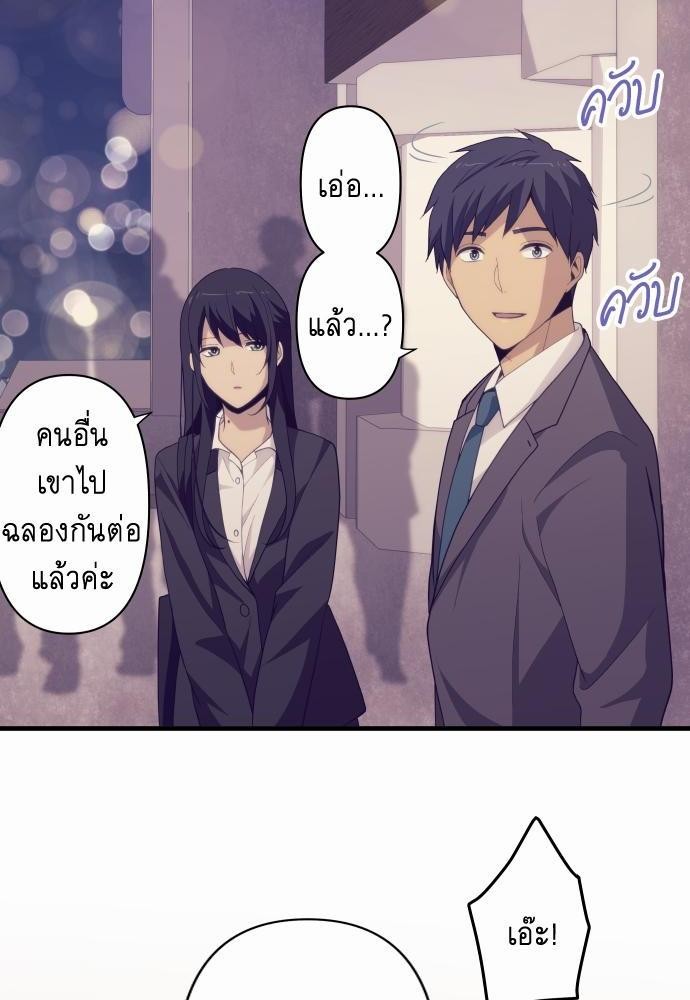 ควับ
เอ่อ...
แล้ว...?
ควับ
คนอื่น
เขาไป
ฉลองกันต่อ
แล้วค่ะ
เอ๊ะ!